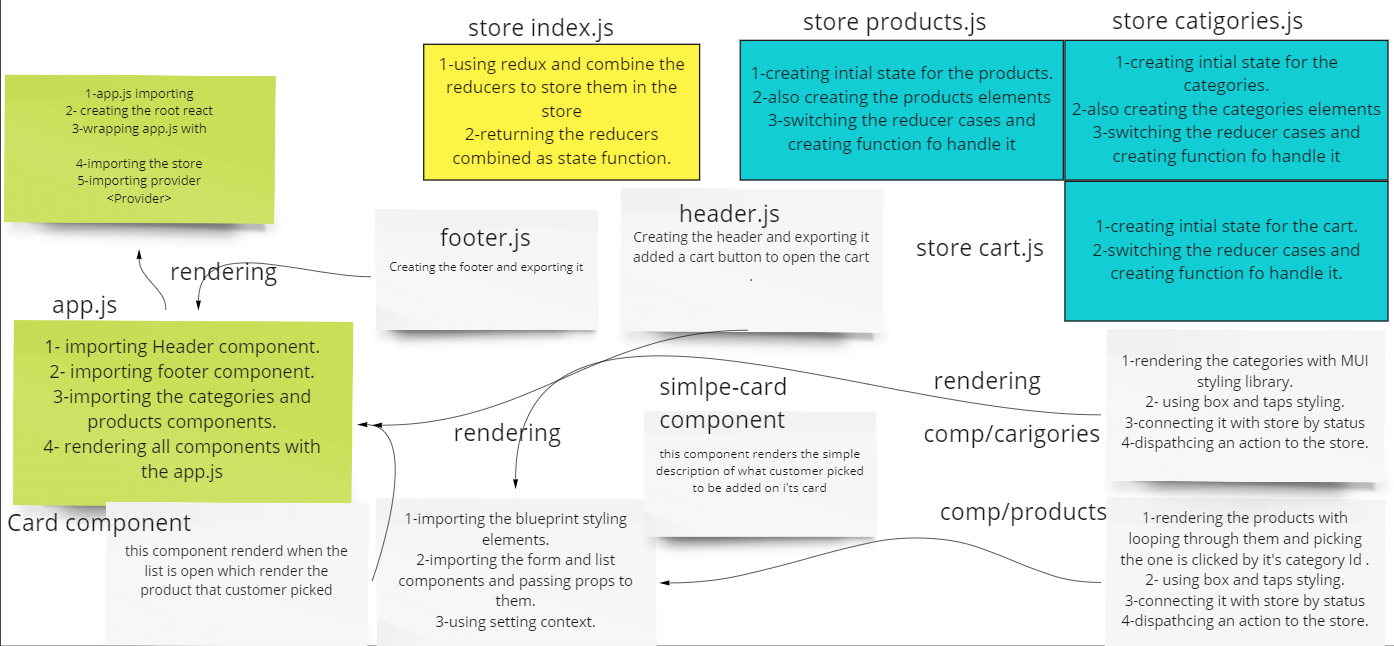 store index.js
1-using redux and combine the
reducers to store them in the
store
2-returning the reducers
combined as state function.
store products.js
1-creating intial state for the products.
2-also creating the products elements
3-switching the reducer cases and
creating function fo handle it
store catigories.js
1-creating intial state for the
categories.
2-also creating the categories elements
3-switching the reducer cases and
creating function fo handle it
1-app.js importing
2- creating the root react
3-wrapping app.js with
4-importing the store
5-importing provider
<Provider>
footer.js
Creating the footer and exporting it
header.js
Creating the header and exporting it
added a cart button to open the cart
.
store cart.js
1-creating intial state for the cart.
2-switching the reducer cases and
creating function fo handle it.
rendering
app.js
1- importing Header component.
2- importing footer component.
3-importing the categories and
products components.
4- rendering all components with
the app.js
rendering
simlpe-card
component
this component renders the simple
description of what customer picked
to be added on i'ts card
rendering
comp/carigories
1-rendering the categories with MUI
styling library.
2- using box and taps styling.
3-connecting it with store by status
4-dispathcing an action to the store.
Card component
this component renderd when the
list is open which render the
product that customer picked
1-importing the blueprint styling
elements.
2-importing the form and list
components and passing props to
them.
3-using setting context.
comp/products
1-rendering the products with
looping through them and picking
the one is clicked by it's category Id .
2- using box and taps styling.
3-connecting it with store by status
4-dispathcing an action to the store.